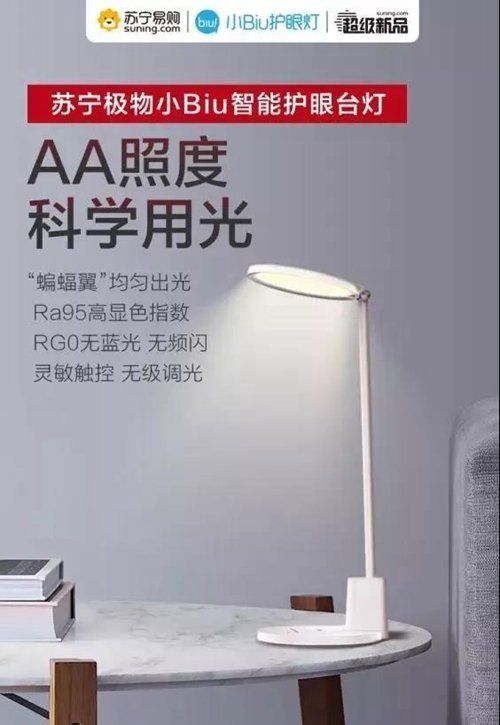 苏宁易购
suning.com
biu! 小Biu护眼灯
suning.com
超级新品
苏宁极物小Biu智能护眼台灯
AA照度
科学用光
“蝙蝠翼”均匀出光
Ra95高显色指数
RG0无蓝光 无频闪
灵敏触控 无级调光